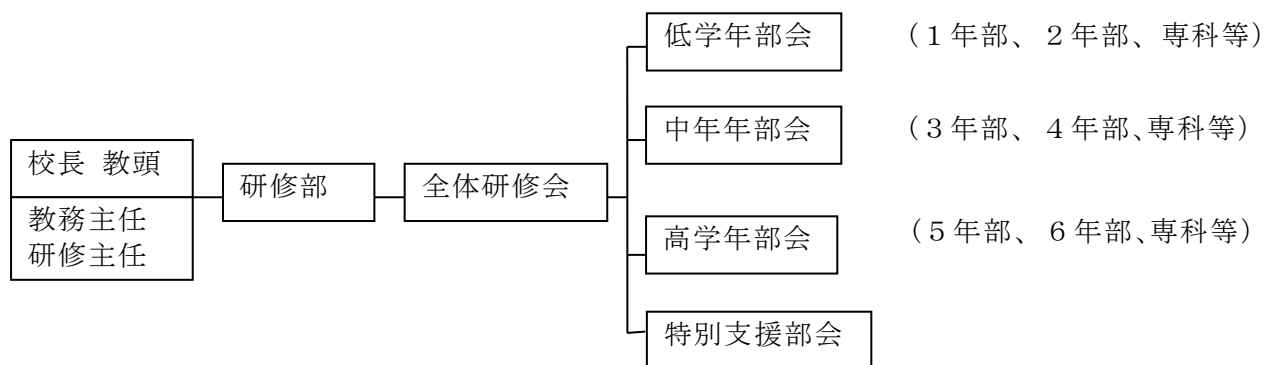 低学年部会 (1年部、2年部、専科等)
中年年部会 (3年部、4年部、専科等)
校長 教頭
研修部
全体研修会
教務主任
研修主任
高学年部会 (5年部、6年部、専科等)
特別支援部会